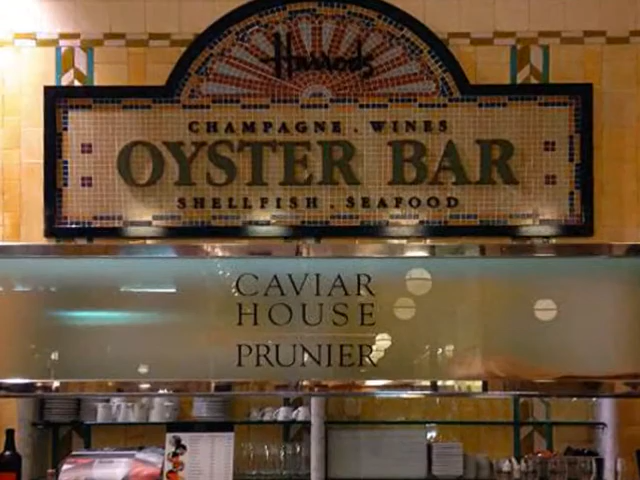 Harrods
CHAMPAGNE . WINES
OYSTER BAR
SHELLFISH . SEAFOOD
CAVIAR
HOUSE
PRUNIER